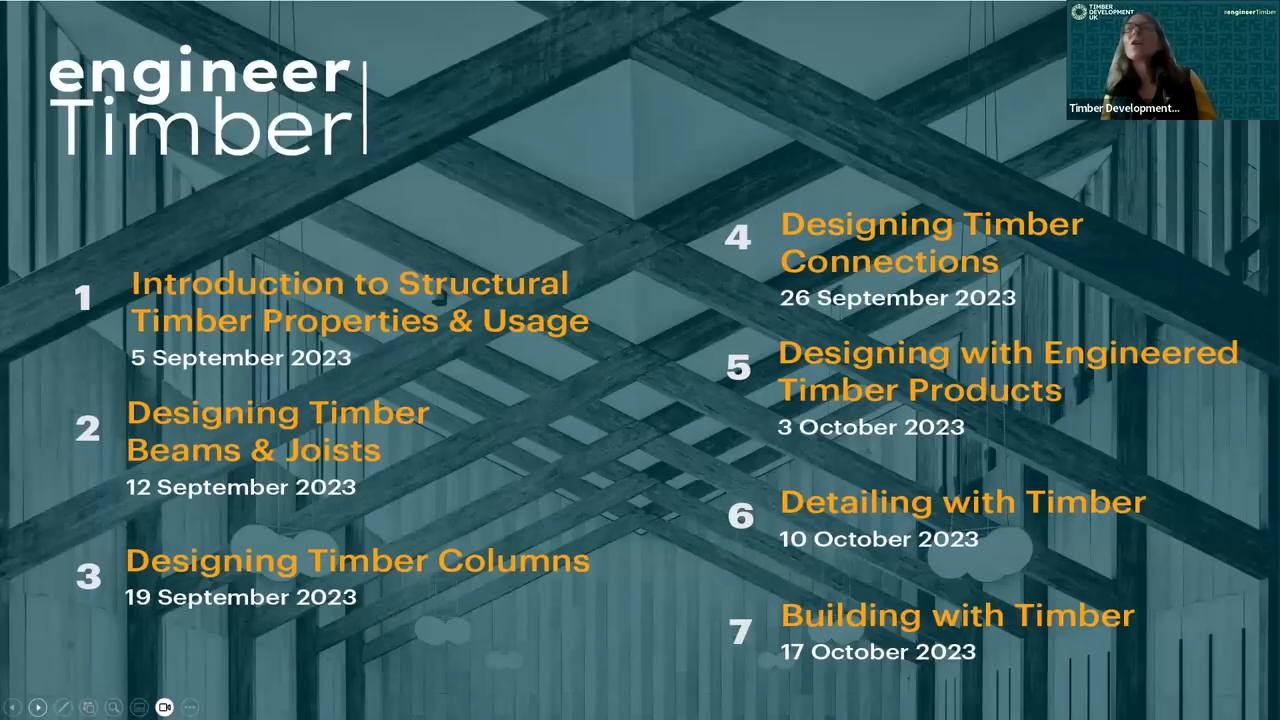 engineer
Timber
1
Introduction to Structural
Timber Properties & Usage
5 September 2023
2
Designing Timber
Beams & Joists
12 September 2023
3
Designing Timber Columns
19 September 2023
4
Designing Timber
Connections
26 September 2023
5
Designing with Engineered
Timber Products
3 October 2023
6
Detailing with Timber
10 October 2023
7
Building with Timber
17 October 2023
TIMBER
DEVELOPMENT
UK
engineerTimber
Timber Development...